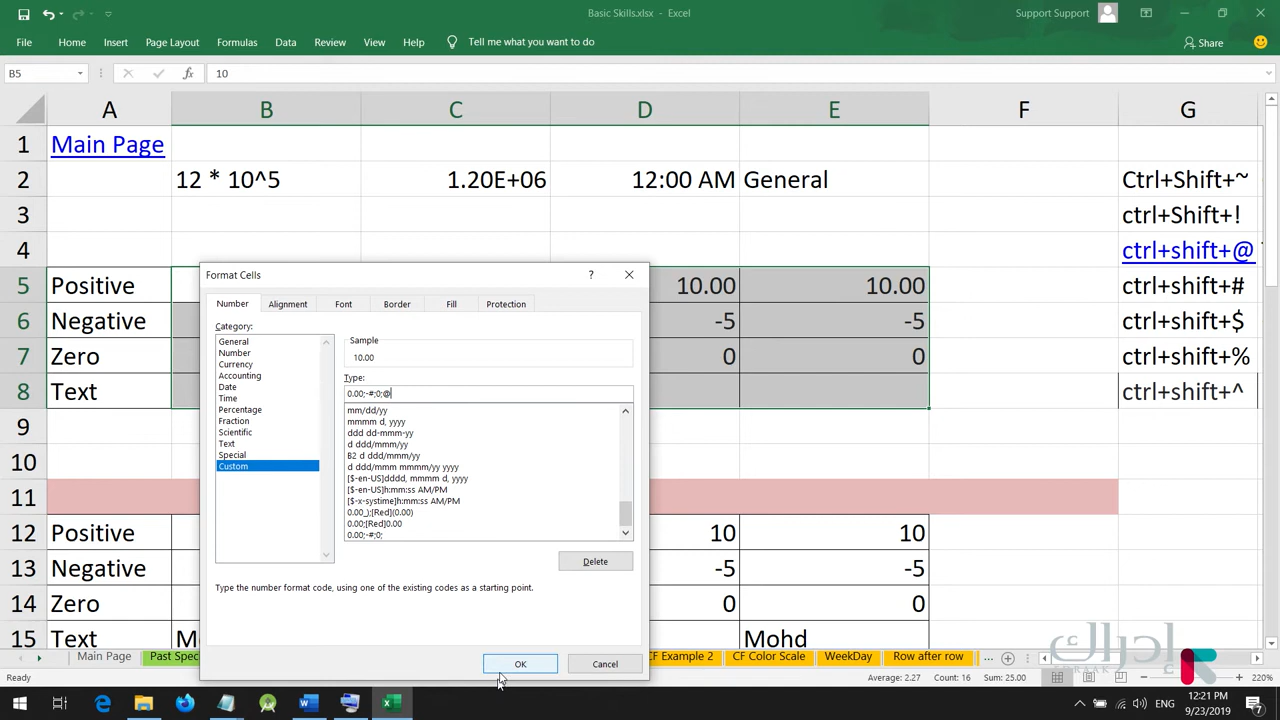 Basic Skills.xlsx - Excel
Support Support
File Home Insert Page Layout Formulas Data Review View Help Tell me what you want to do Share
B5 fx 10
A B C D E F G
1 Main Page
2 12 * 10^5 1.20E+06 12:00 AM General Ctrl+Shift+~
3 ctrl+Shift+!
4 ctrl+shift+@
5 Positive 10.00 10.00 ctrl+shift+#
6 Negative -5 -5 ctrl+shift+$
7 Zero 0 0 ctrl+shift+%
8 Text ctrl+shift+^
9
10
11
12 Positive 10 10
13 Negative -5 -5
14 Zero 0 0
15 Text Mohd
Format Cells ?
Number Alignment Font Border Fill Protection
Category:
General
Number
Currency
Accounting
Date
Time
Percentage
Fraction
Scientific
Text
Special
Custom
Sample
10.00
Type:
0.00;-#;0;@
mm/dd/yy
mmmm d, yyyy
ddd dd-mmm-yy
d ddd/mmm/yy
B2 d ddd/mmm/yy
d ddd/mmm mmmm/yy yyyy
[$-en-US]dddd, mmmm d, yyyy
[$-en-US]h:mm:ss AM/PM
[$-x-systime]h:mm:ss AM/PM
0.00_);[Red](0.00)
0.00;[Red]0.00
0.00;-#;0;
Delete
Type the number format code, using one of the existing codes as a starting point.
OK Cancel
Main Page Past Spec CF Example 2 CF Color Scale WeekDay Row after row ...
Ready Average: 2.27 Count: 16 Sum: 25.00 220%
إدراك
EDRAAK
ENG 12:21 PM
9/23/2019 7